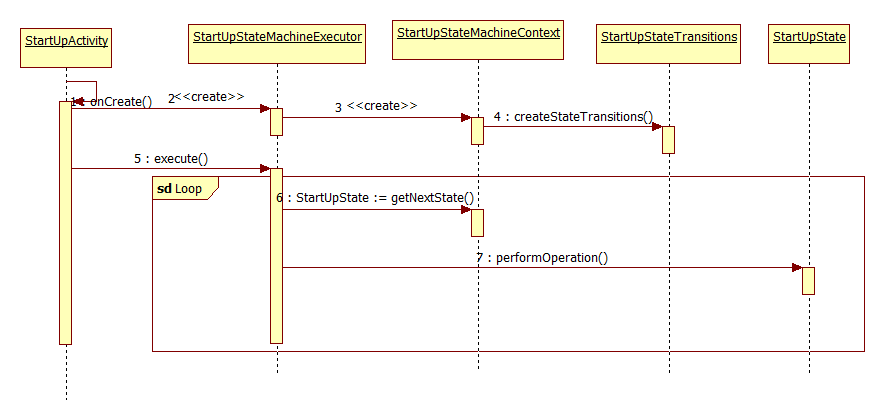 StartUpActivity
StartUpStateMachineExecutor
StartUpStateMachineContext
StartUpStateTransitions
StartUpState
1 : onCreate()
2 <<create>>
3 <<create>>
4 : createStateTransitions()
5 : execute()
sd Loop
6 : StartUpState := getNextState()
7 : performOperation()